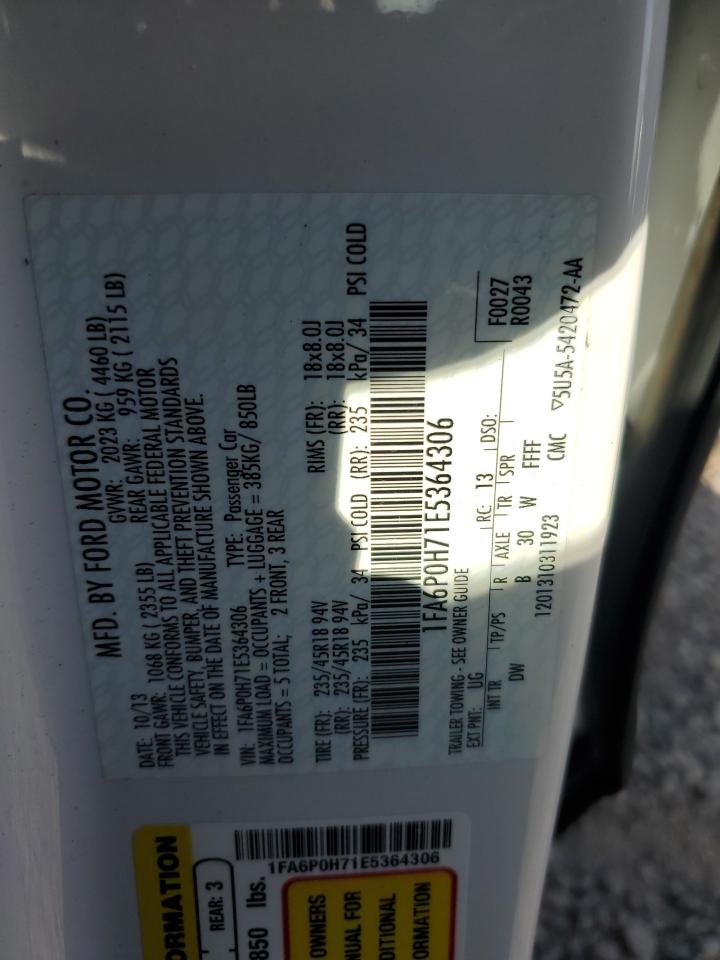 MFD. BY FORD MOTOR CO.
DATE: 10/13 GVWR: 2023 KG ( 4460 LB)
FRONT GAWR: 1068 KG ( 2355 LB) REAR GAWR: 959 KG ( 2115 LB)
THIS VEHICLE CONFORMS TO ALL APPLICABLE FEDERAL MOTOR
VEHICLE SAFETY, BUMPER, AND THEFT PREVENTION STANDARDS
IN EFFECT ON THE DATE OF MANUFACTURE SHOWN ABOVE.
VIN: 1FA6P0H71E5364306 TYPE: Passenger Car
MAXIMUM LOAD = OCCUPANTS + LUGGAGE = 385KG/ 850LB
OCCUPANTS = 5 TOTAL; 2 FRONT, 3 REAR
TIRE (FR): 235/45R18 94V RIMS (FR): 18x8.0J
(RR): 235/45R18 94V (RR): 18x8.0J
PRESSURE (FR): 235 kPa/ 34 PSI COLD (RR): 235 kPa/ 34 PSI COLD
1FA6P0H71E5364306
TRAILER TOWING - SEE OWNER GUIDE
EXT PNT: UG RC: 13 DSO: F0027
R0043
INT TR TP/PS R AXLE TR SPR
DW B 30 W FFFF
1201310311923 CMC ▽5U5A-5420472-AA
ORMATION
REAR: 3
850 lbs.
1FA6P0H71E5364306
OWNERS
NUAL FOR
DITIONAL
ORMATION